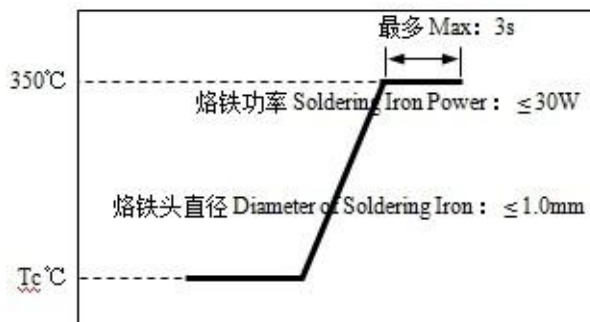 最多 Max：3s
350℃
烙铁功率 Soldering Iron Power： ≤30W
烙铁头直径 Diameter of Soldering Iron： ≤1.0mm
Tc℃